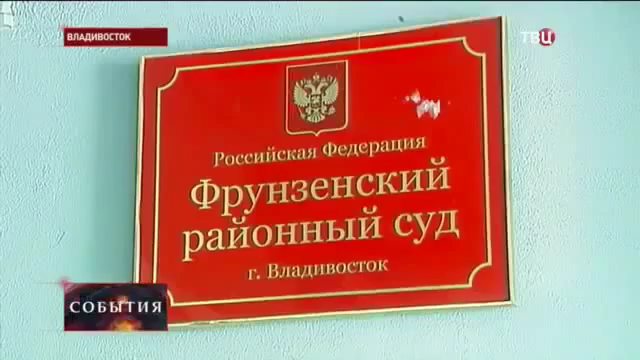 ВЛАДИВОСТОК
ТВЦ
Российская Федерация
Фрунзенский
районный суд
г. Владивосток
СОБЫТИЯ